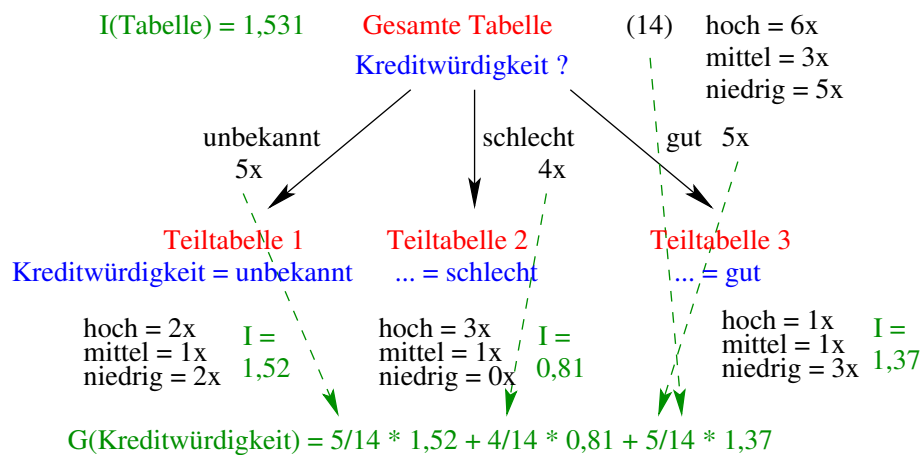 I(Tabelle) = 1,531 Gesamte Tabelle (14) hoch = 6x
Kreditwürdigkeit ? mittel = 3x
niedrig = 5x
unbekannt schlecht gut 5x
5x 4x
Teiltabelle 1 Teiltabelle 2 Teiltabelle 3
Kreditwürdigkeit = unbekannt ... = schlecht ... = gut
hoch = 2x
mittel = 1x
niedrig = 2x
I =
1,52
hoch = 3x
mittel = 1x
niedrig = 0x
I =
0,81
hoch = 1x
mittel = 1x
niedrig = 3x
I =
1,37
G(Kreditwürdigkeit) = 5/14 * 1,52 + 4/14 * 0,81 + 5/14 * 1,37